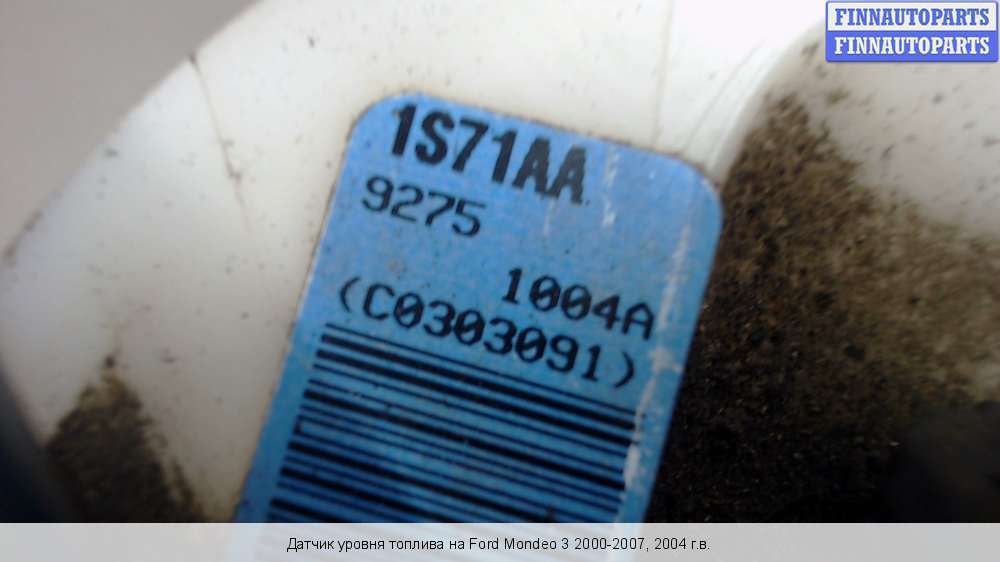 FINNAUTOPARTS
FINNAUTOPARTS
1S71AA
9275
1004A
(C0303091)
Датчик уровня топлива на Ford Mondeo 3 2000-2007, 2004 г.в.